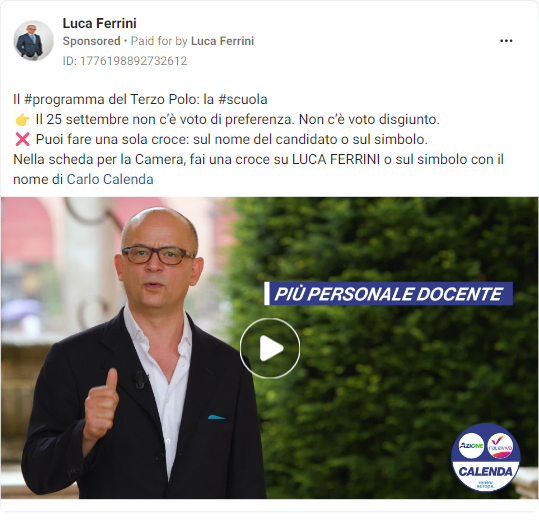 Luca Ferrini
Sponsored • Paid for by Luca Ferrini
ID: 1776198892732612
Il #programma del Terzo Polo: la #scuola
👉 Il 25 settembre non c'è voto di preferenza. Non c'è voto disgiunto.
❌ Puoi fare una sola croce: sul nome del candidato o sul simbolo.
Nella scheda per la Camera, fai una croce su LUCA FERRINI o sul simbolo con il
nome di Carlo Calenda
PIÙ PERSONALE DOCENTE
AZIONE
ITALIA VIVA
CALENDA
renew
europe.